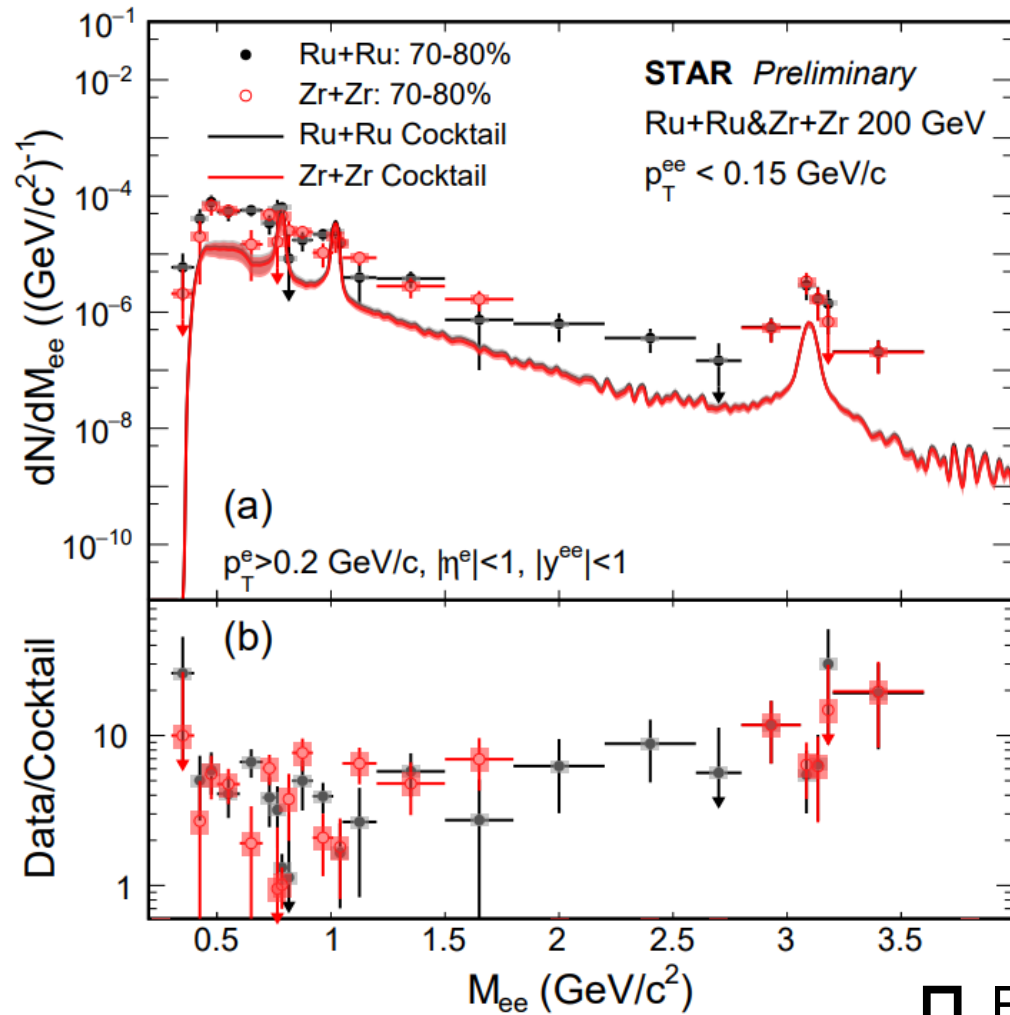 10⁻¹
10⁻²
10⁻⁴
10⁻⁶
10⁻⁸
10⁻¹⁰
dN/dM_ee ((GeV/c²)⁻¹)
Ru+Ru: 70-80%
Zr+Zr: 70-80%
Ru+Ru Cocktail
Zr+Zr Cocktail
STAR Preliminary
Ru+Ru&Zr+Zr 200 GeV
p_T^ee < 0.15 GeV/c
(a)
p_T^e>0.2 GeV/c, |η^e|<1, |y^ee|<1
Data/Cocktail
10
1
(b)
0.5 1 1.5 2 2.5 3 3.5
M_ee (GeV/c²)